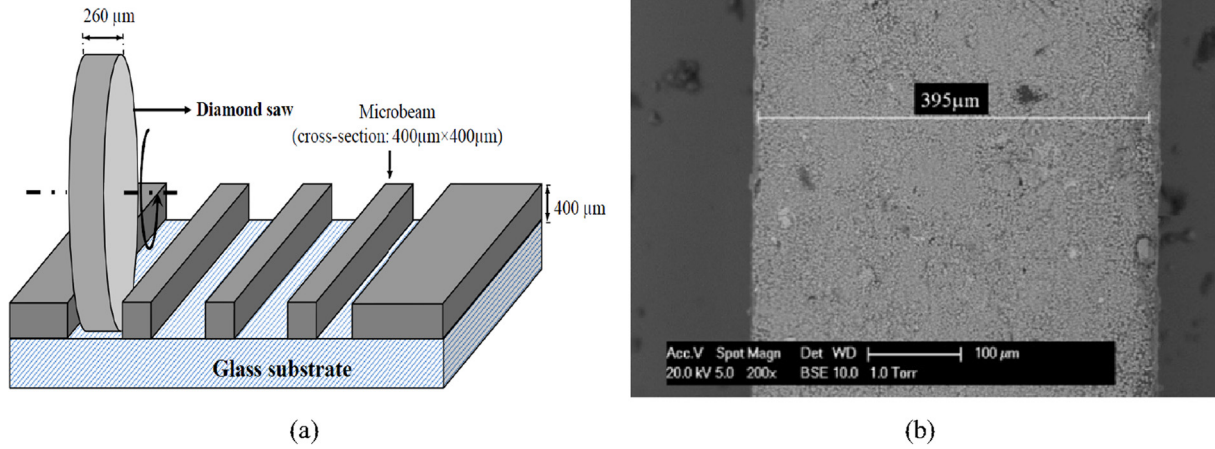 260 μm
Diamond saw
Microbeam
(cross-section: 400μm×400μm)
400 μm
Glass substrate
(a)
395μm
Acc.V Spot Magn Det WD 100 μm
20.0 kV 5.0 200x BSE 10.0 1.0 Torr
(b)